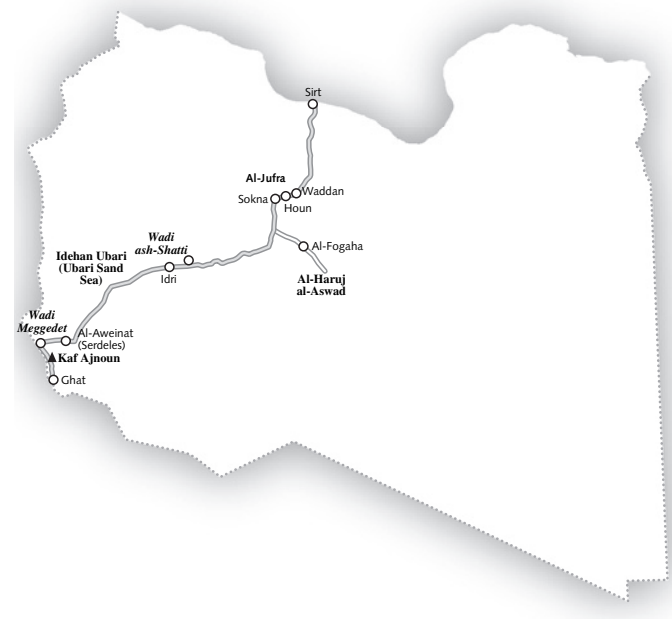 Sirt
Al-Jufra
Waddan
Sokna
Houn
Wadi
ash-Shatti
Al-Fogaha
Idehan Ubari
(Ubari Sand
Sea)
Idri
Al-Haruj
al-Aswad
Wadi
Meggedet
Al-Aweinat
(Serdeles)
Kaf Ajnoun
Ghat